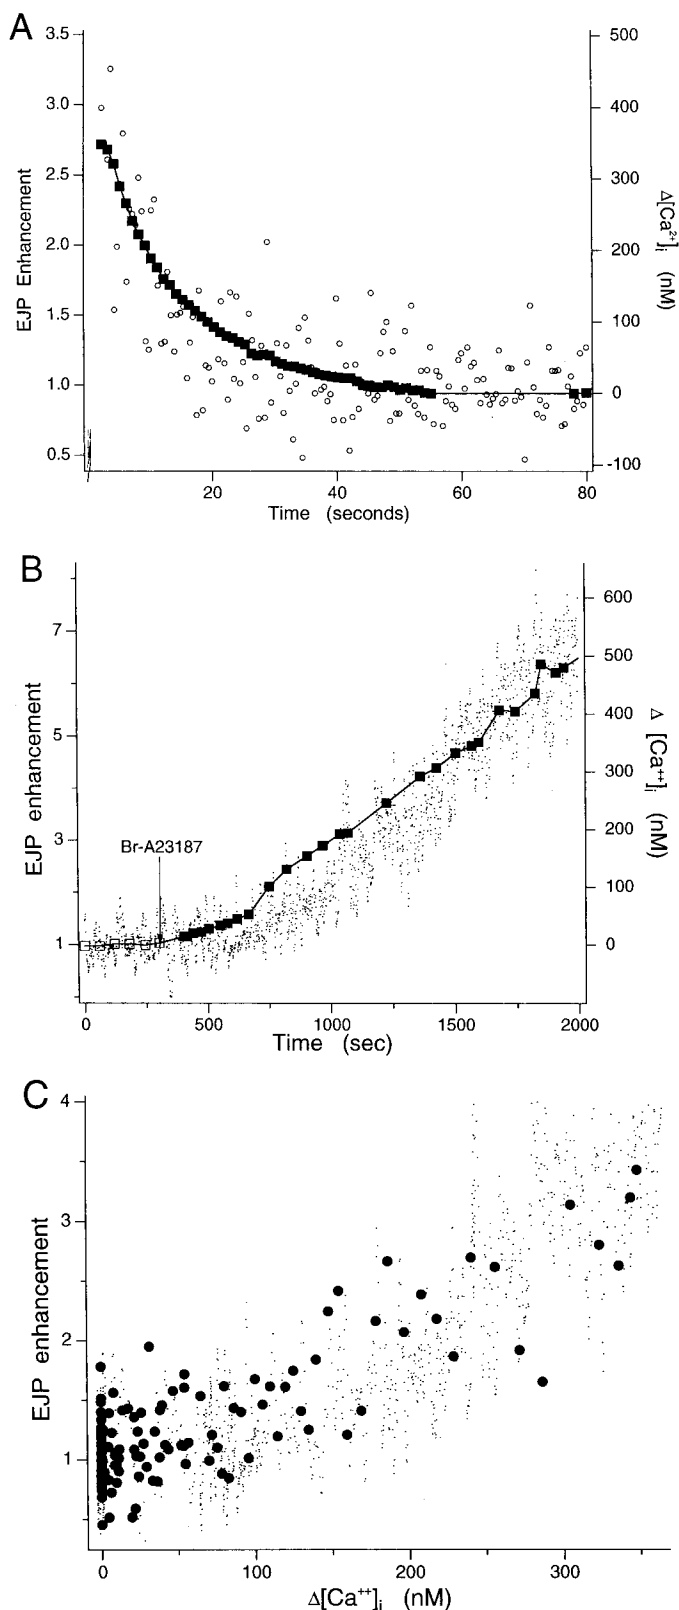 A
3.5
3.0
2.5
2.0
1.5
1.0
0.5
EJP Enhancement
500
400
300
200
100
0
-100
Δ[Ca²⁺]ᵢ (nM)
20 40 60 80
Time (seconds)
B
7
5
3
1
EJP enhancement
Br-A23187
600
500
400
300
200
100
0
Δ [Ca⁺⁺]ᵢ (nM)
0 500 1000 1500 2000
Time (sec)
C
4
3
2
1
EJP enhancement
0 100 200 300
Δ[Ca⁺⁺]ᵢ (nM)